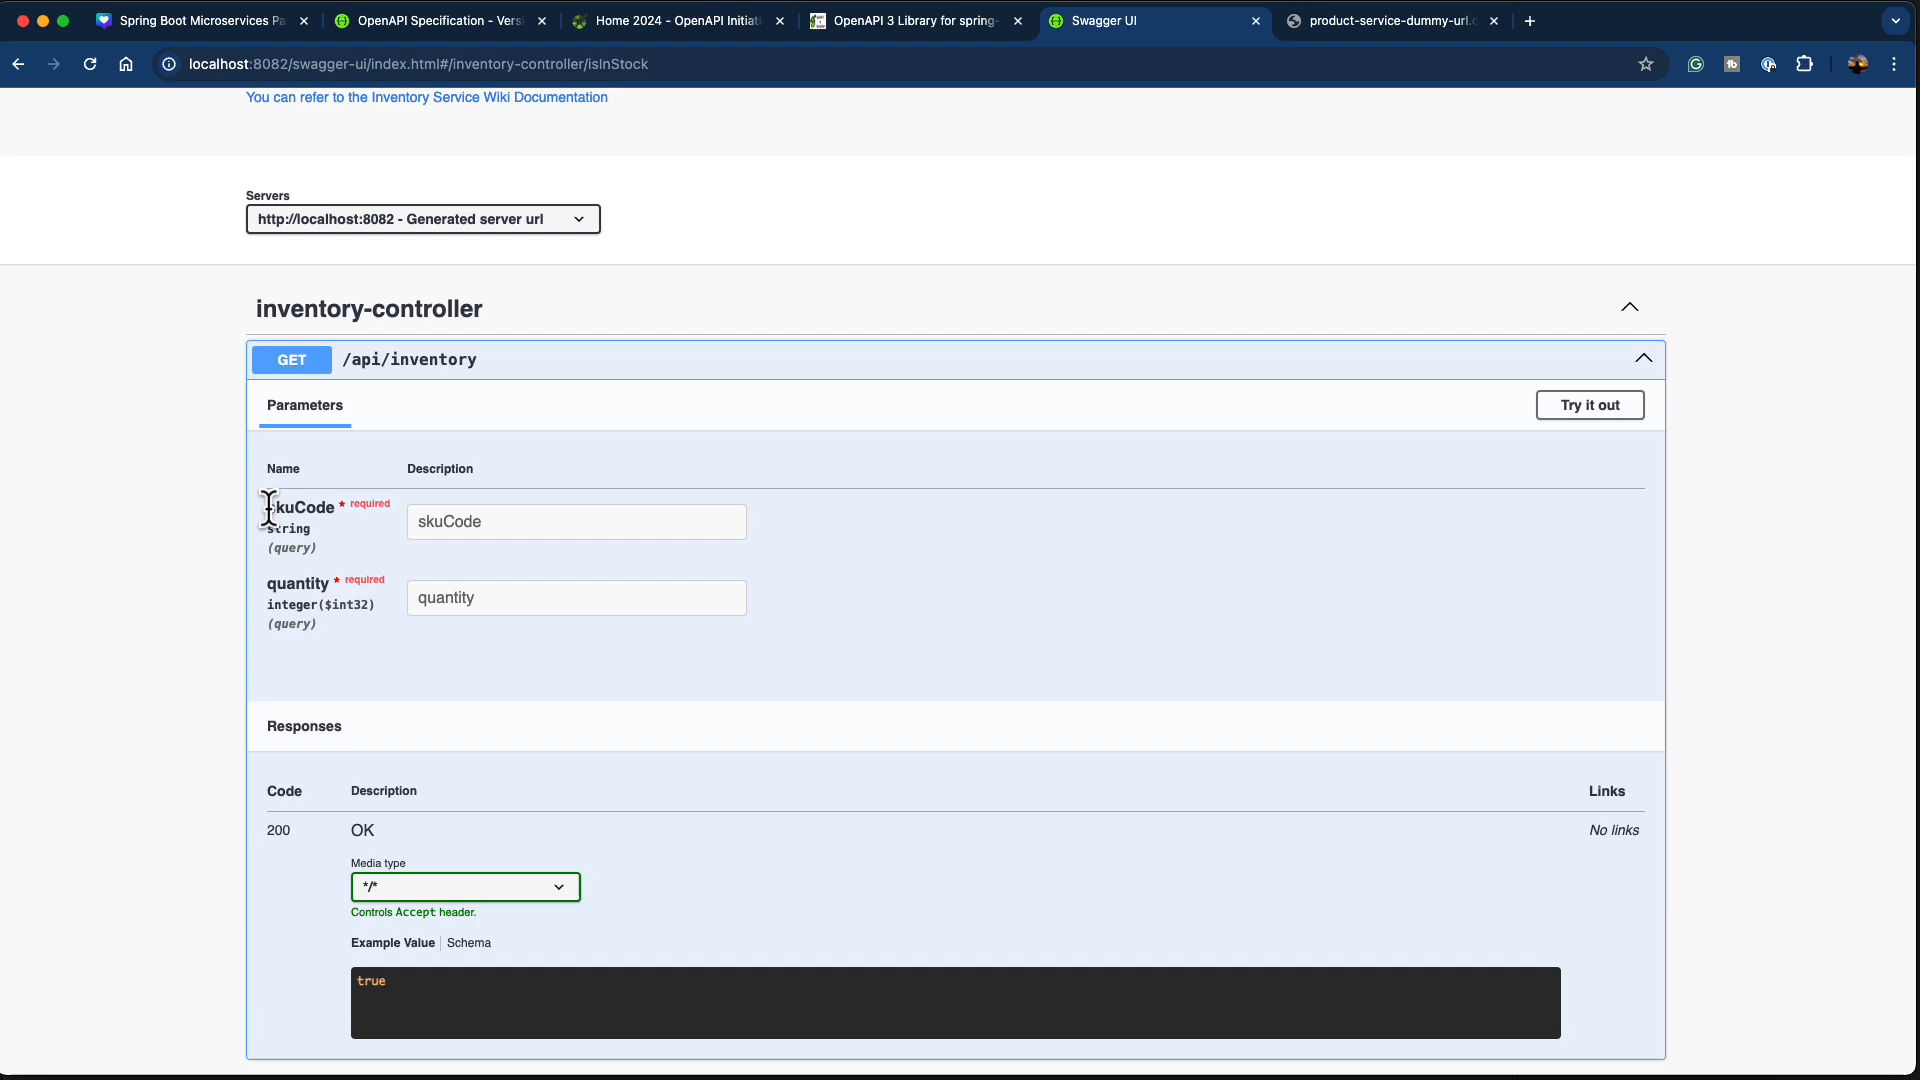 Spring Boot Microservices Pa
OpenAPI Specification - Versi
Home 2024 - OpenAPI Initiati
OpenAPI 3 Library for spring-
Swagger UI
product-service-dummy-url.c
localhost:8082/swagger-ui/index.html#/inventory-controller/isInStock
You can refer to the Inventory Service Wiki Documentation
Servers
http://localhost:8082 - Generated server url
inventory-controller
GET /api/inventory
Parameters
Try it out
Name Description
skuCode * required
skuCode
string
(query)
quantity * required
quantity
integer($int32)
(query)
Responses
Code Description Links
200 OK No links
Media type
*/*
Controls Accept header.
Example Value Schema
true